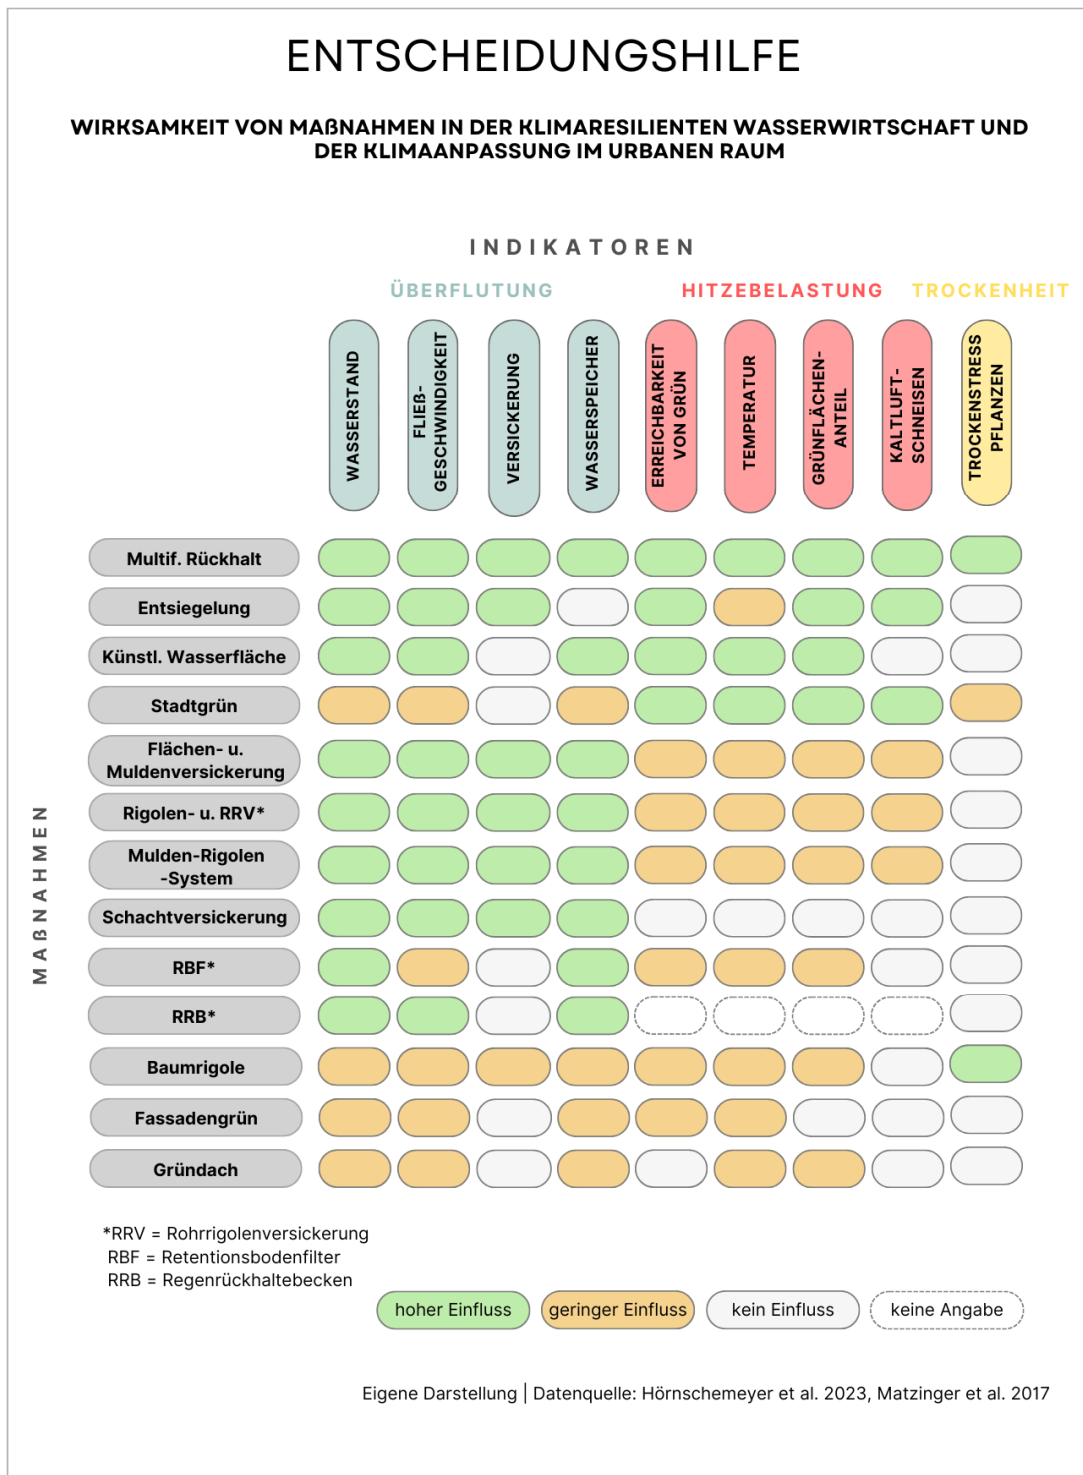 ENTSCHEIDUNGSHILFE
WIRKSAMKEIT VON MAßNAHMEN IN DER KLIMARESILIENTEN WASSERWIRTSCHAFT UND
DER KLIMAANPASSUNG IM URBANEN RAUM
INDIKATOREN
ÜBERFLUTUNG
HITZEBELASTUNG
TROCKENHEIT
WASSERSTAND
FLIEß-
GESCHWINDIGKEIT
VERSICKERUNG
WASSERSPEICHER
ERREICHBARKEIT
VON GRÜN
TEMPERATUR
GRÜNFLÄCHEN-
ANTEIL
KALTLUFT-
SCHNEISEN
TROCKENSTRESS
PFLANZEN
MAßNAHMEN
Multif. Rückhalt
Entsiegelung
Künstl. Wasserfläche
Stadtgrün
Flächen- u.
Muldenversickerung
Rigolen- u. RRV*
Mulden-Rigolen
-System
Schachtversickerung
RBF*
RRB*
Baumrigole
Fassadengrün
Gründach
*RRV = Rohrrigolenversickerung
RBF = Retentionsbodenfilter
RRB = Regenrückhaltebecken
hoher Einfluss
geringer Einfluss
kein Einfluss
keine Angabe
Eigene Darstellung | Datenquelle: Hörnschemeyer et al. 2023, Matzinger et al. 2017